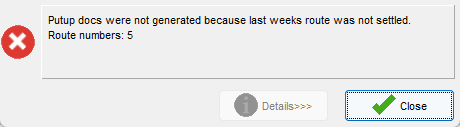 Putup docs were not generated because last weeks route was not settled.
Route numbers: 5
Details>>>
Close